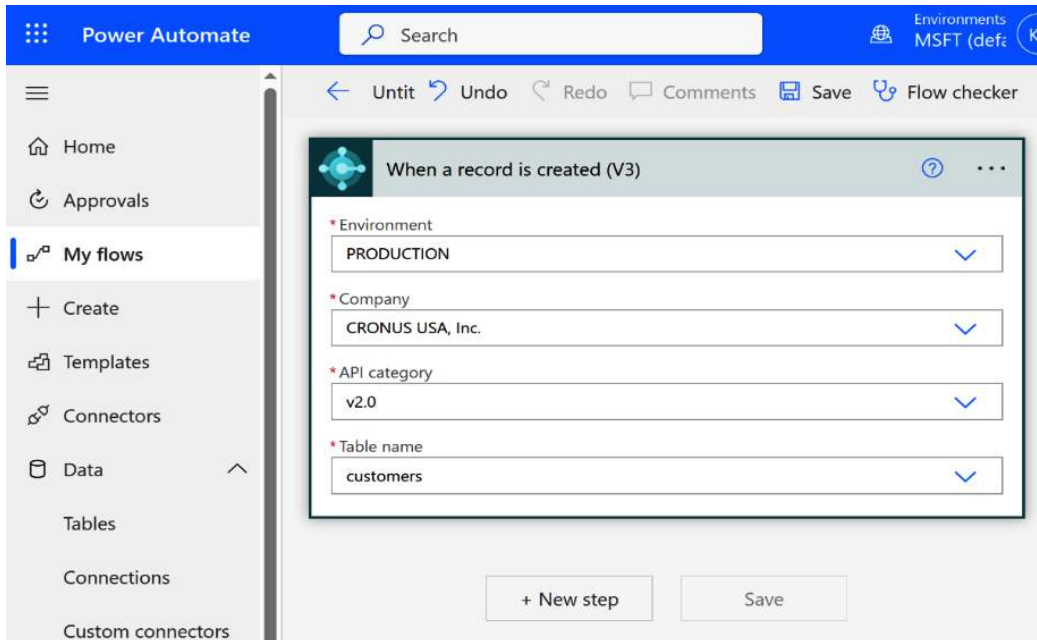 Power Automate
Search
Environments
MSFT (defa
K
Untit
Undo
Redo
Comments
Save
Flow checker
Home
Approvals
My flows
Create
Templates
Connectors
Data
Tables
Connections
Custom connectors
When a record is created (V3)
* Environment
PRODUCTION
* Company
CRONUS USA, Inc.
* API category
v2.0
* Table name
customers
+ New step
Save